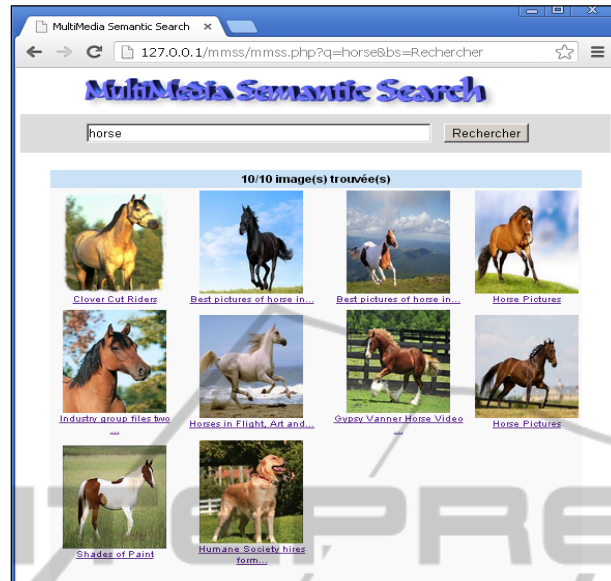 MultiMedia Semantic Search
127.0.0.1/mmss/mmss.php?q=horse&bs=Rechercher
MultiMedia Semantic Search
horse
Rechercher
10/10 image(s) trouvée(s)
Clover Cut Riders
Best pictures of horse in...
Best pictures of horse in...
Horse Pictures
Industry group files two
...
Horses in Flight, Art and...
Gypsy Vanner Horse Video
...
Horse Pictures
Shades of Paint
Humane Society hires
form...
ITEPRE